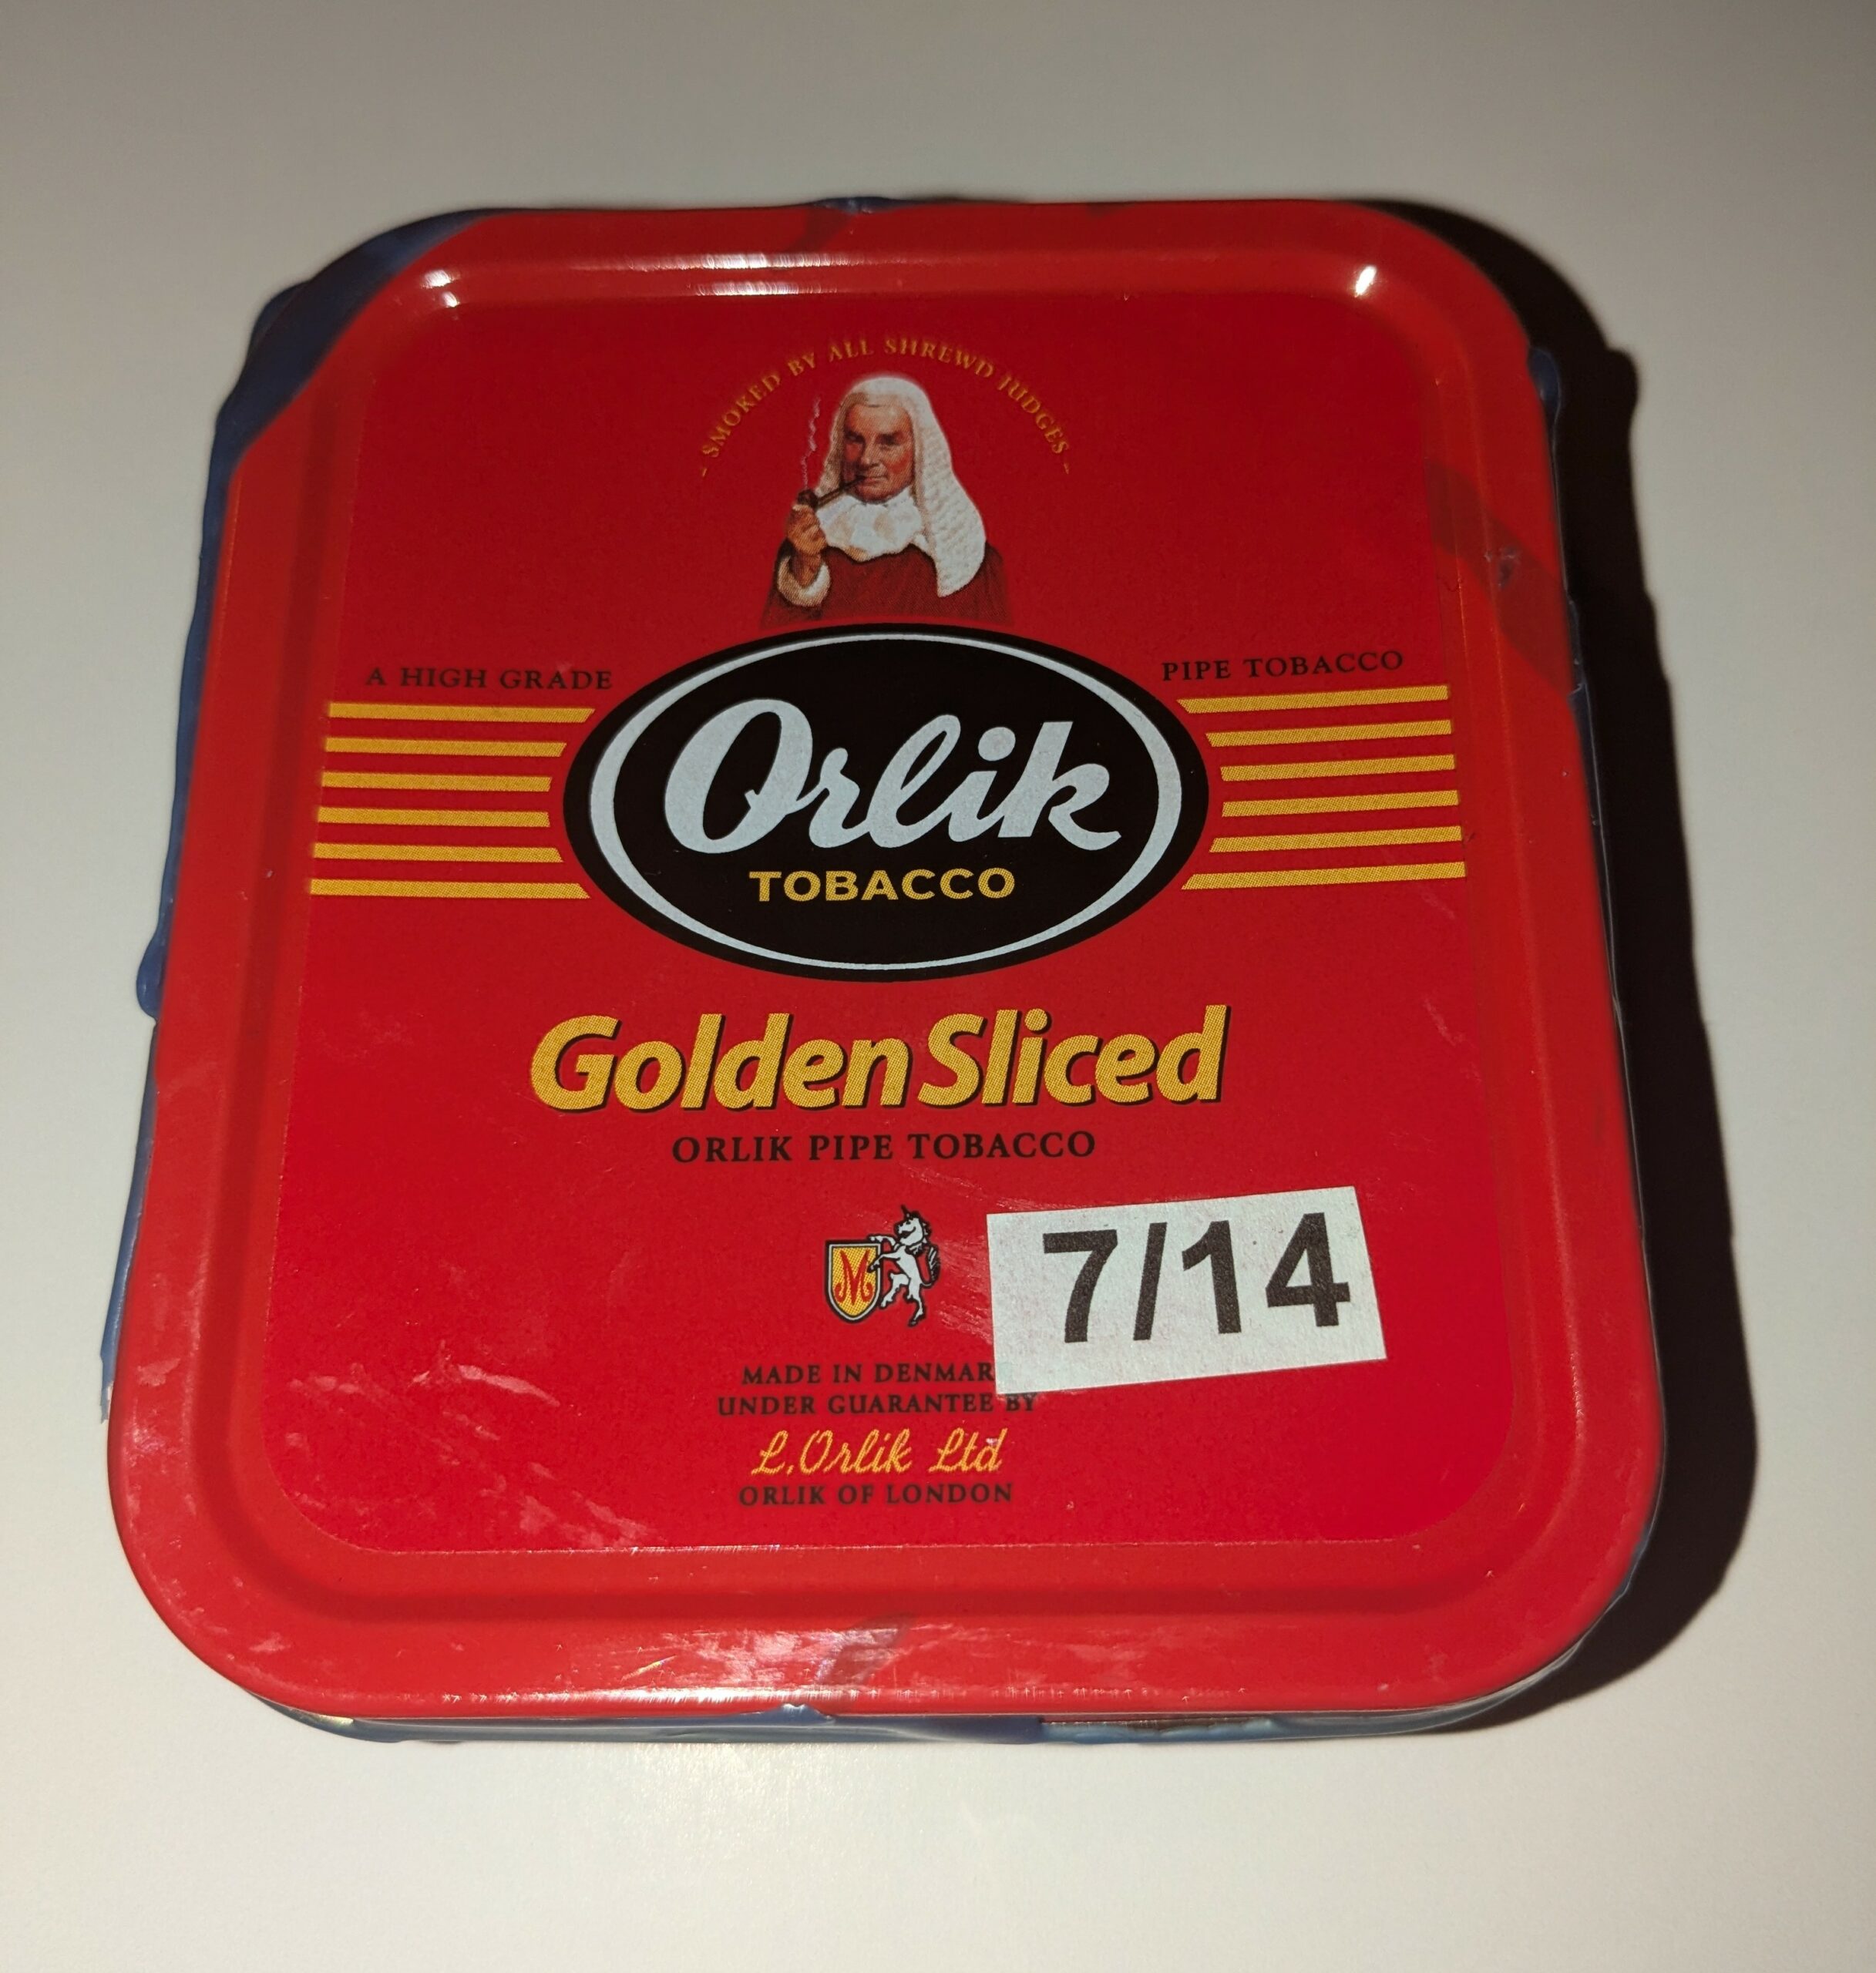 - SMOKED BY ALL SHREWD JUDGES -
A HIGH GRADE
PIPE TOBACCO
Orlik
TOBACCO
Golden Sliced
ORLIK PIPE TOBACCO
M
7/14
MADE IN DENMAR
UNDER GUARANTEE BY
L.Orlik Ltd
ORLIK OF LONDON